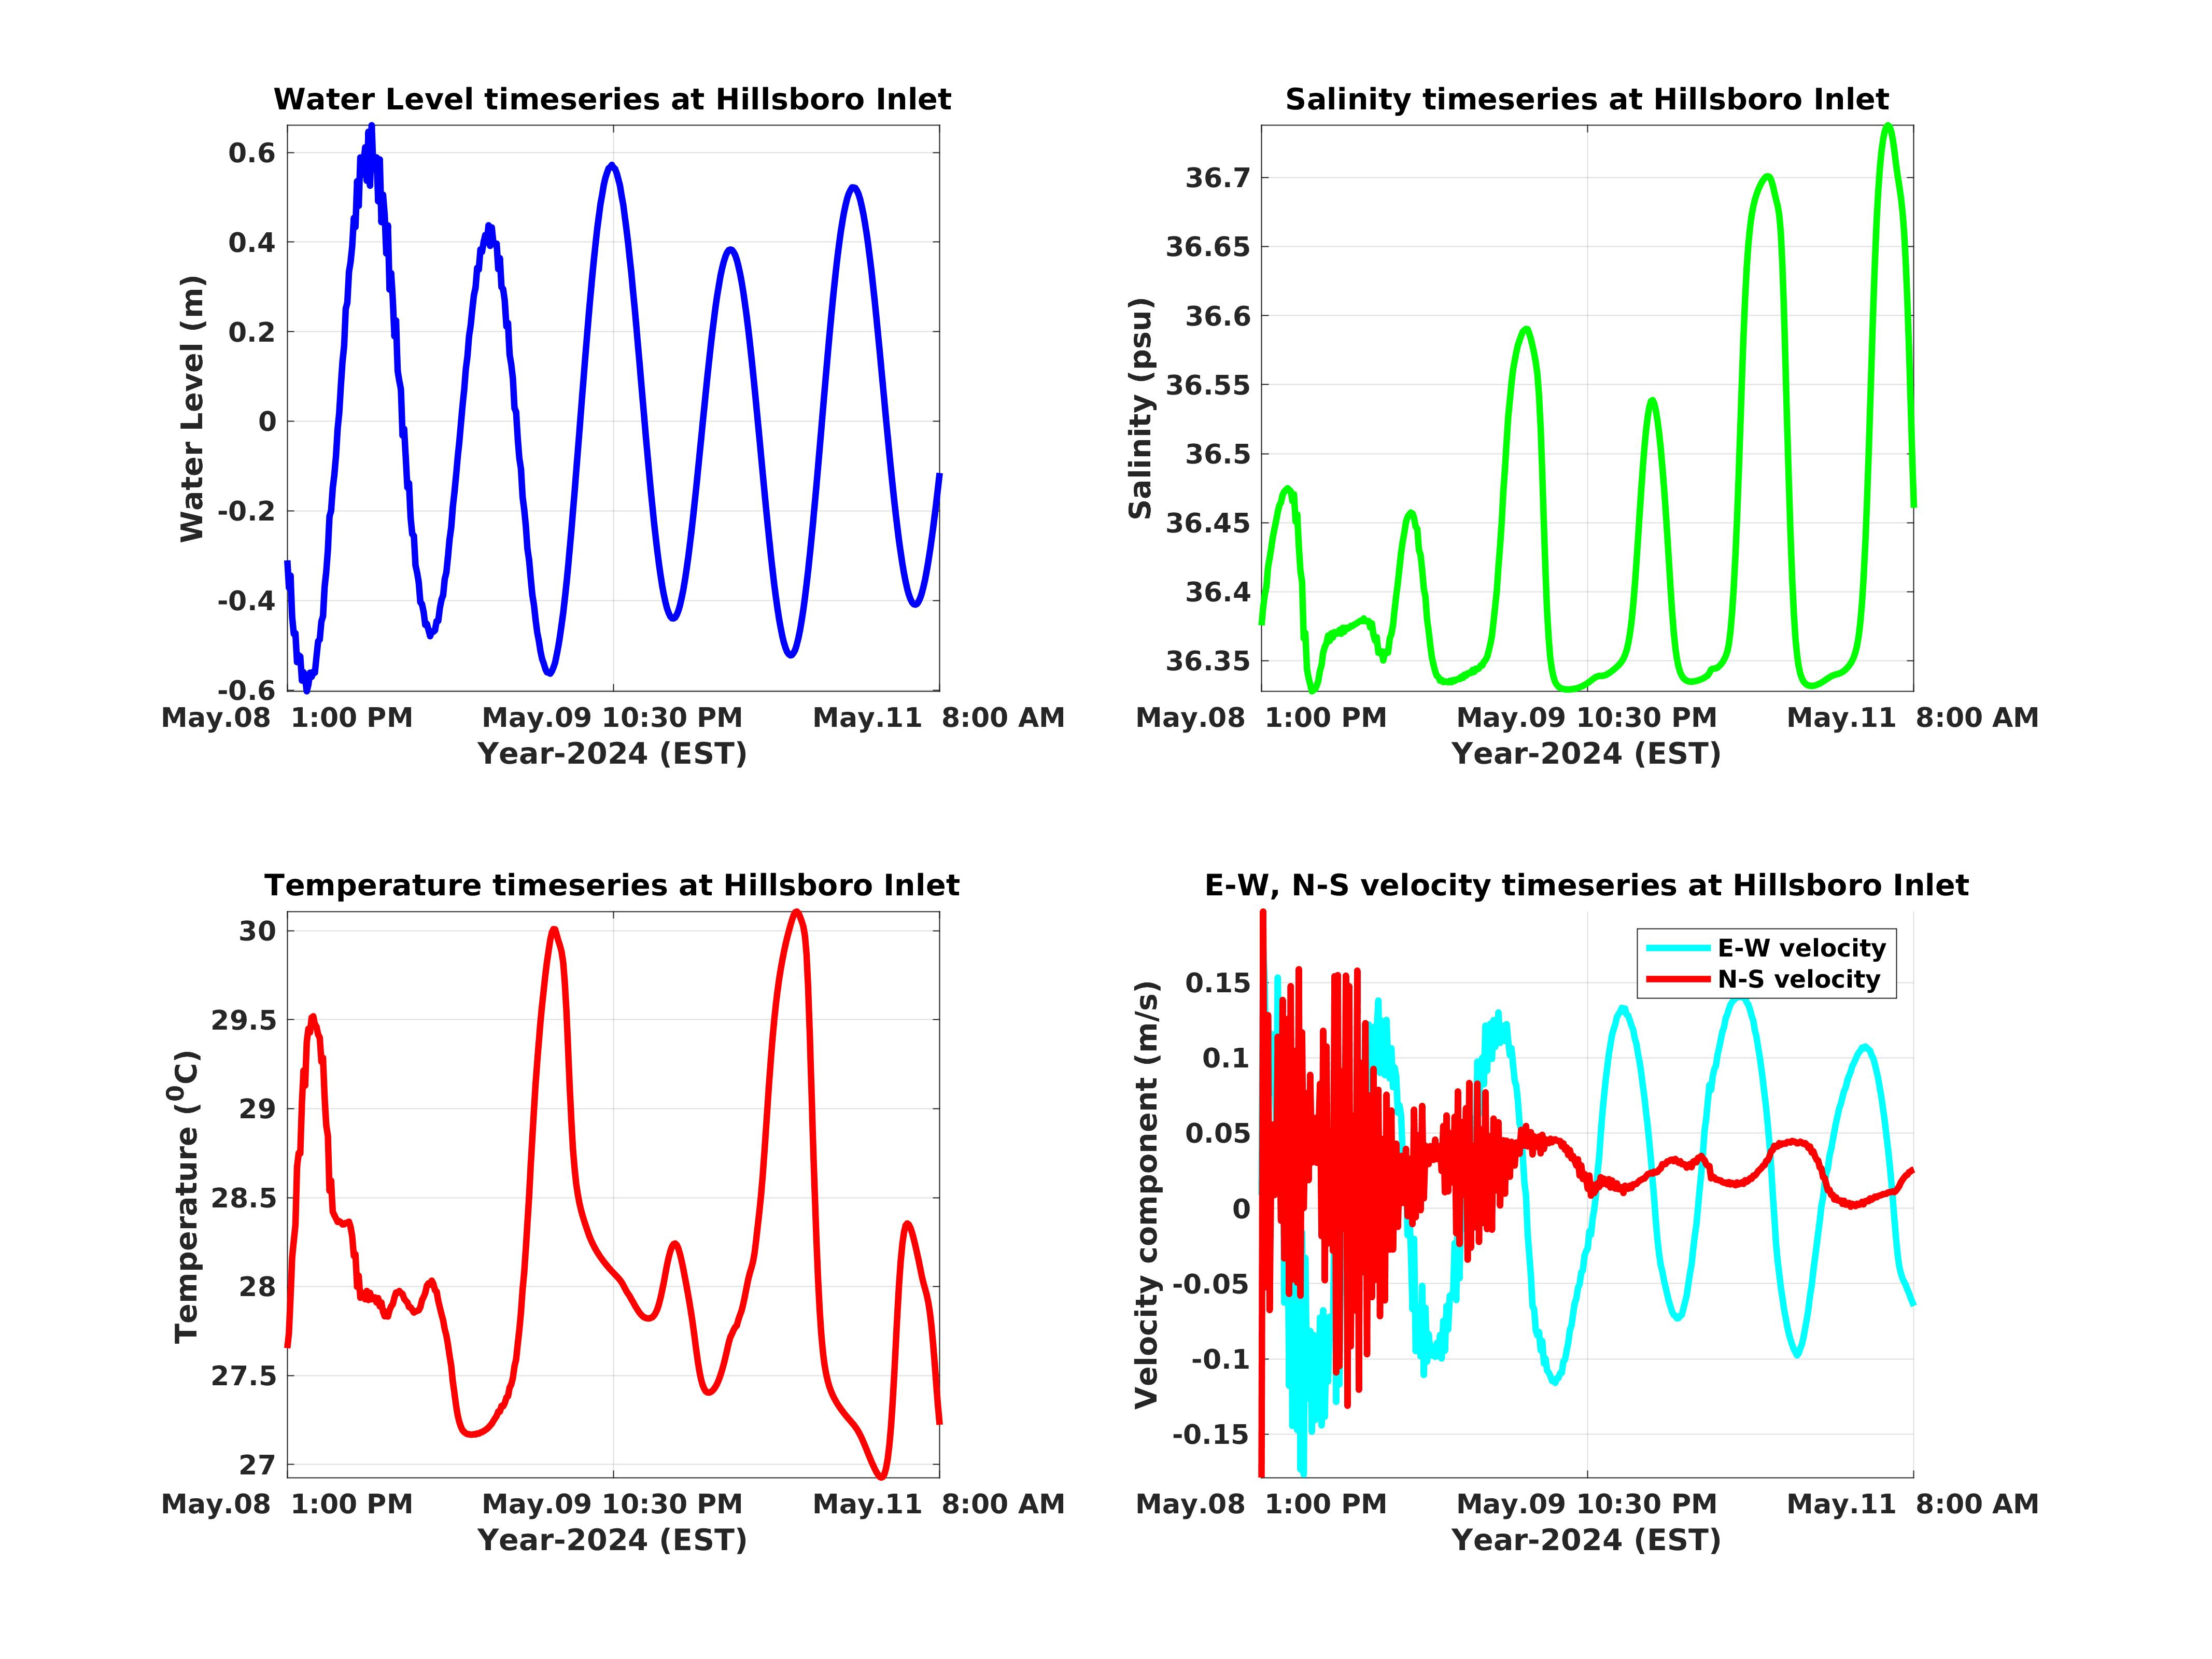 Water Level timeseries at Hillsboro Inlet
Water Level (m)
0.6
0.4
0.2
0
-0.2
-0.4
-0.6
May.08 1:00 PM
May.09 10:30 PM
May.11 8:00 AM
Year-2024 (EST)
Salinity timeseries at Hillsboro Inlet
Salinity (psu)
36.7
36.65
36.6
36.55
36.5
36.45
36.4
36.35
May.08 1:00 PM
May.09 10:30 PM
May.11 8:00 AM
Year-2024 (EST)
Temperature timeseries at Hillsboro Inlet
Temperature (⁰C)
30
29.5
29
28.5
28
27.5
27
May.08 1:00 PM
May.09 10:30 PM
May.11 8:00 AM
Year-2024 (EST)
E-W, N-S velocity timeseries at Hillsboro Inlet
E-W velocity
N-S velocity
Velocity component (m/s)
0.15
0.1
0.05
0
-0.05
-0.1
-0.15
May.08 1:00 PM
May.09 10:30 PM
May.11 8:00 AM
Year-2024 (EST)